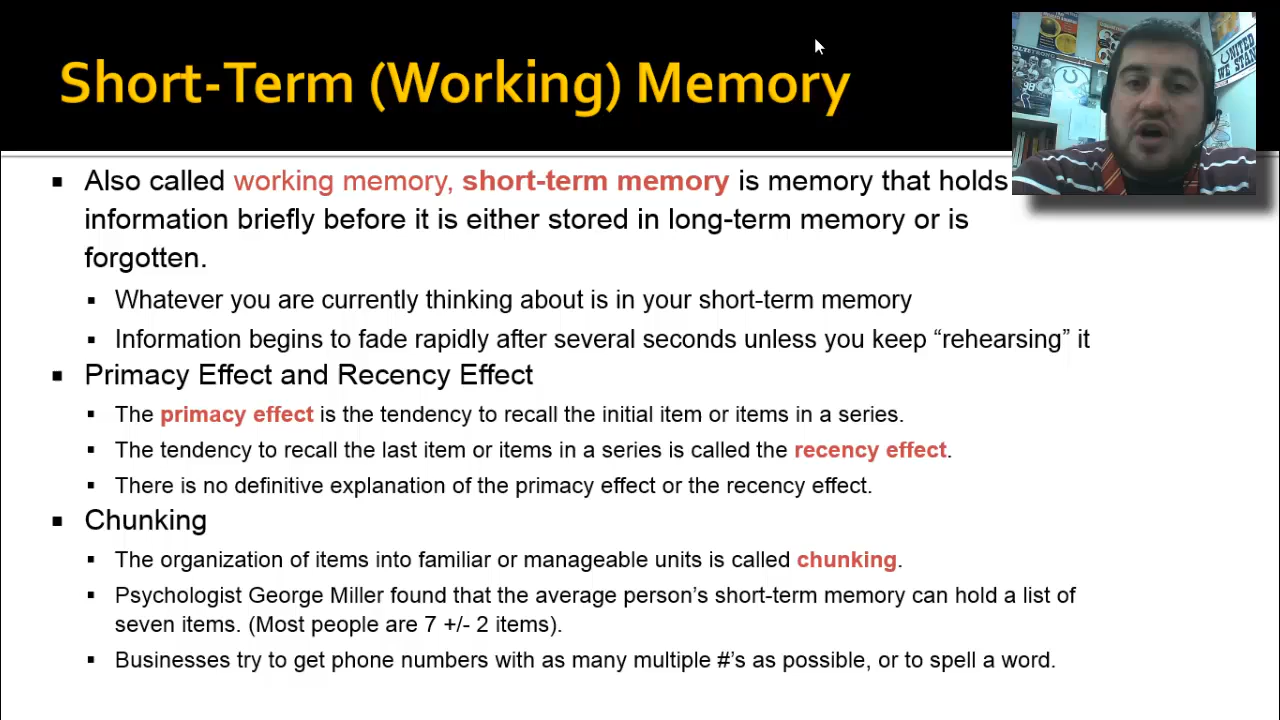 Short-Term (Working) Memory
UNITED
WE STAND
COLTS
98
▪ Also called working memory, short-term memory is memory that holds
information briefly before it is either stored in long-term memory or is
forgotten.
▪ Whatever you are currently thinking about is in your short-term memory
▪ Information begins to fade rapidly after several seconds unless you keep “rehearsing” it
▪ Primacy Effect and Recency Effect
▪ The primacy effect is the tendency to recall the initial item or items in a series.
▪ The tendency to recall the last item or items in a series is called the recency effect.
▪ There is no definitive explanation of the primacy effect or the recency effect.
▪ Chunking
▪ The organization of items into familiar or manageable units is called chunking.
▪ Psychologist George Miller found that the average person’s short-term memory can hold a list of
seven items. (Most people are 7 +/- 2 items).
▪ Businesses try to get phone numbers with as many multiple #’s as possible, or to spell a word.